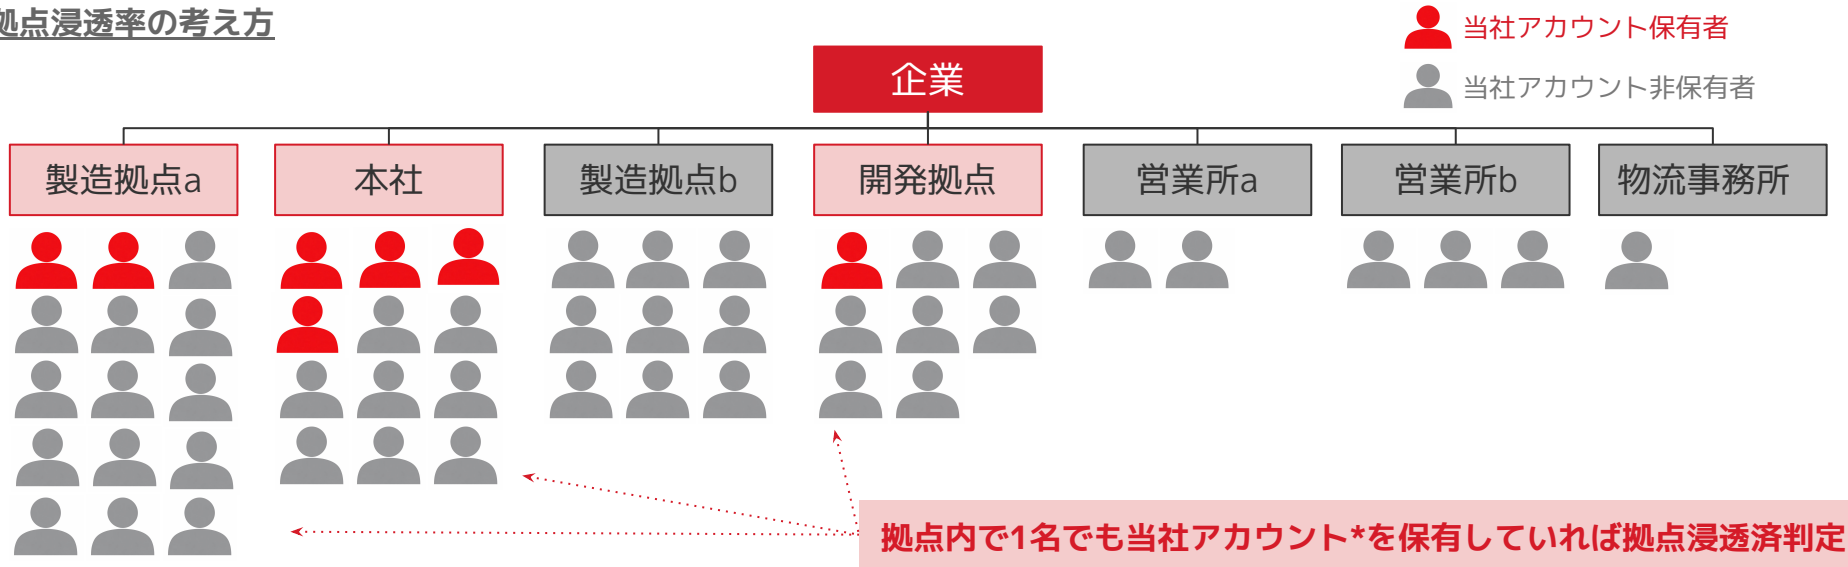 拠点浸透率の考え方
当社アカウント保有者
当社アカウント非保有者
企業
製造拠点a
本社
製造拠点b
開発拠点
営業所a
営業所b
物流事務所
拠点内で1名でも当社アカウント*を保有していれば拠点浸透済判定